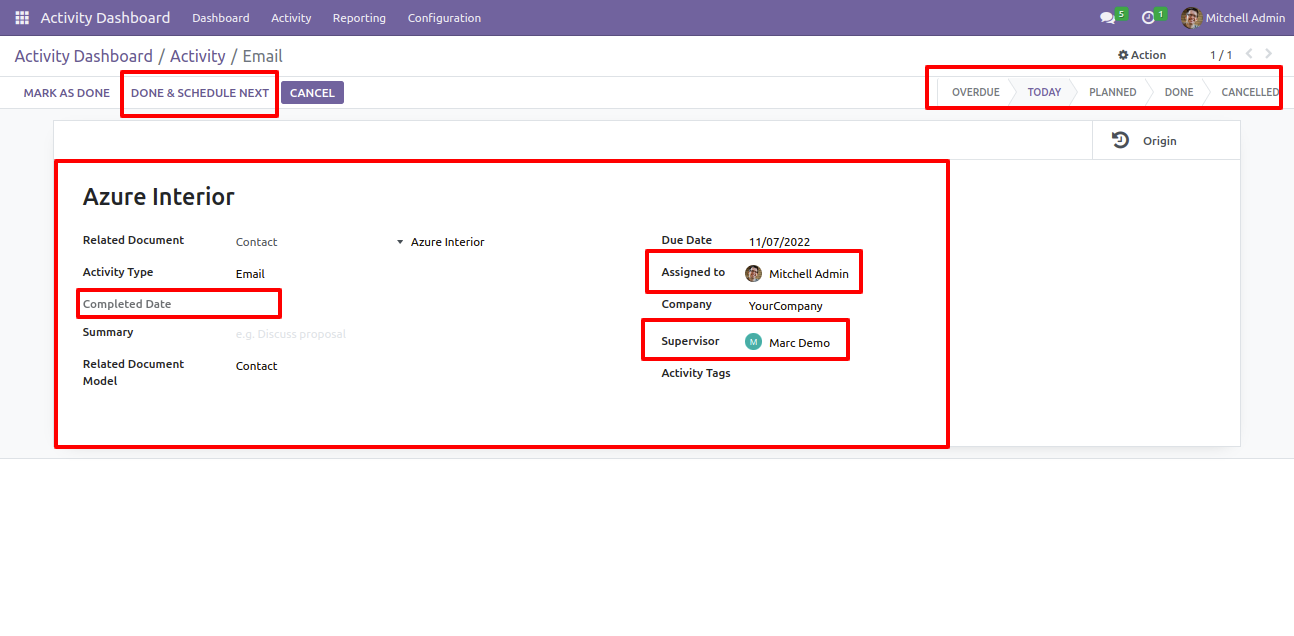 Activity Dashboard Dashboard Activity Reporting Configuration 5 1 Mitchell Admin
Activity Dashboard / Activity / Email Action 1 / 1
MARK AS DONE DONE & SCHEDULE NEXT CANCEL OVERDUE TODAY PLANNED DONE CANCELLED
Origin
Azure Interior
Related Document Contact Azure Interior Due Date 11/07/2022
Activity Type Email Assigned to Mitchell Admin
Completed Date Company YourCompany
Summary e.g. Discuss proposal Supervisor M Marc Demo
Related Document Contact Activity Tags
Model